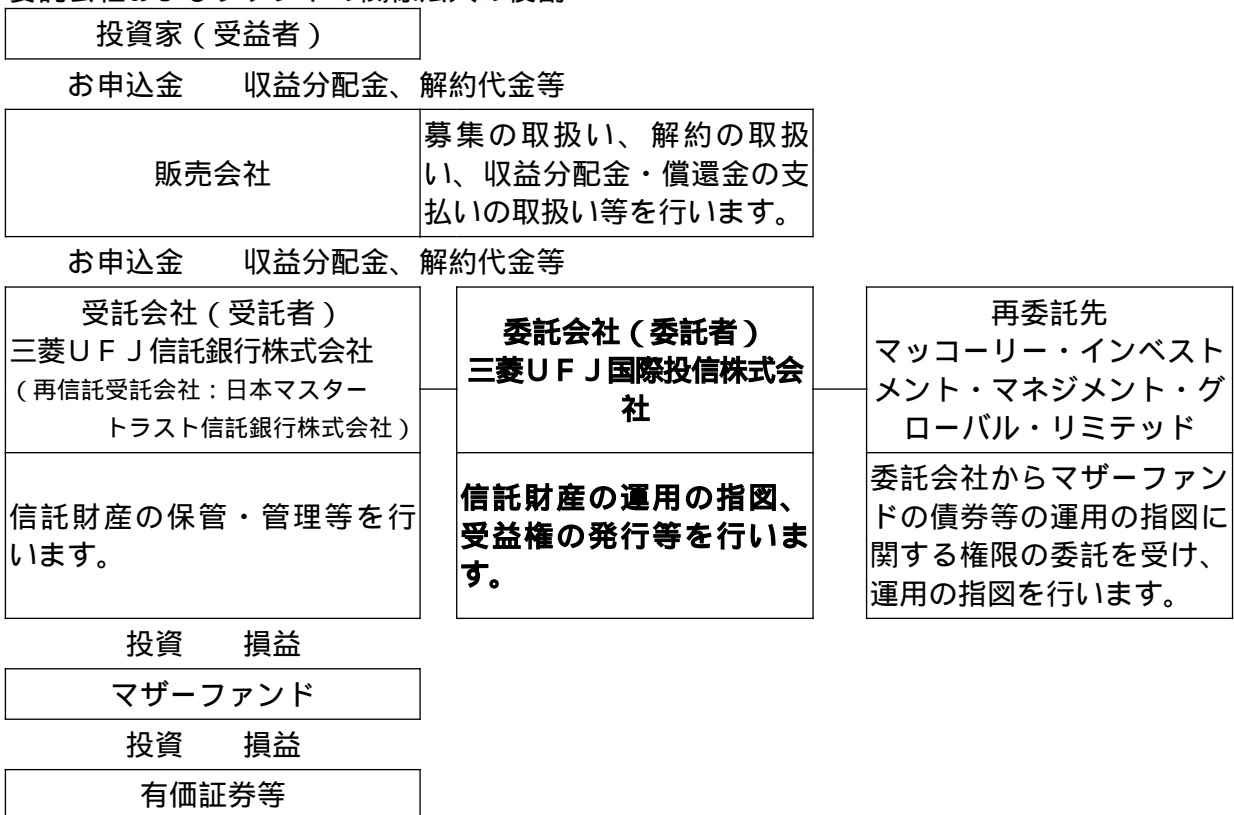 投資家（受益者）
お申込金　収益分配金、解約代金等
販売会社
募集の取扱い、解約の取扱
い、収益分配金・償還金の支
払いの取扱い等を行います。
お申込金　収益分配金、解約代金等
受託会社（受託者）
三菱ＵＦＪ信託銀行株式会社
（再信託受託会社：日本マスター
トラスト信託銀行株式会社）
委託会社（委託者）
三菱ＵＦＪ国際投信株式会
社
再委託先
マッコーリー・インベスト
メント・マネジメント・グ
ローバル・リミテッド
信託財産の保管・管理等を行
います。
信託財産の運用の指図、
受益権の発行等を行いま
す。
委託会社からマザーファン
ドの債券等の運用の指図に
関する権限の委託を受け、
運用の指図を行います。
投資　損益
マザーファンド
投資　損益
有価証券等